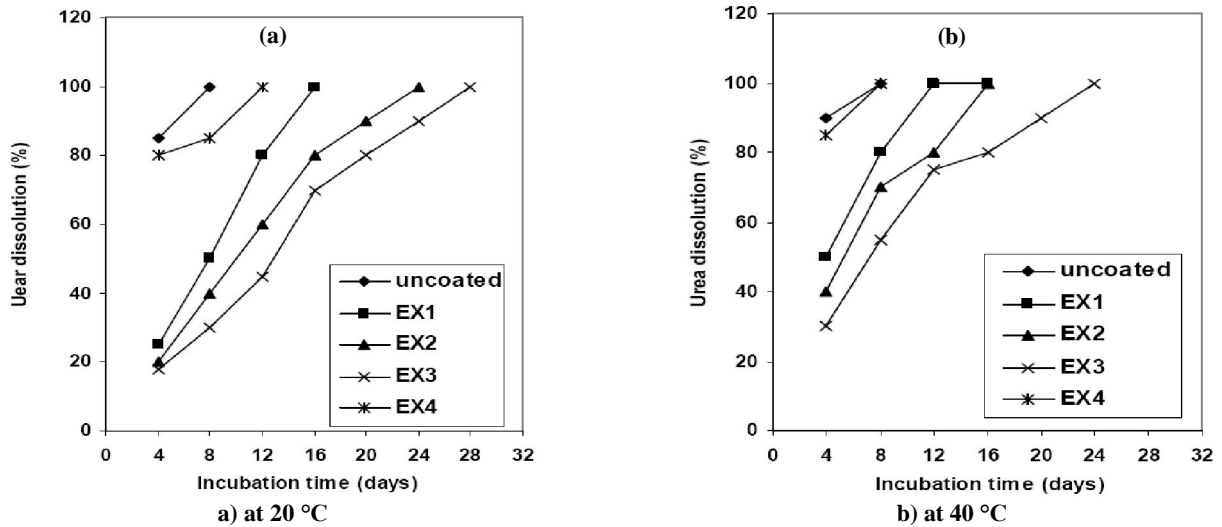 (a)
120
100
80
60
40
20
0
Uear dissolution (%)
uncoated
EX1
EX2
EX3
EX4
0 4 8 12 16 20 24 28 32
Incubation time (days)
a) at 20 °C
(b)
120
100
80
60
40
20
0
Urea dissolution (%)
uncoated
EX1
EX2
EX3
EX4
0 4 8 12 16 20 24 28 32
Incubation time (days)
b) at 40 °C